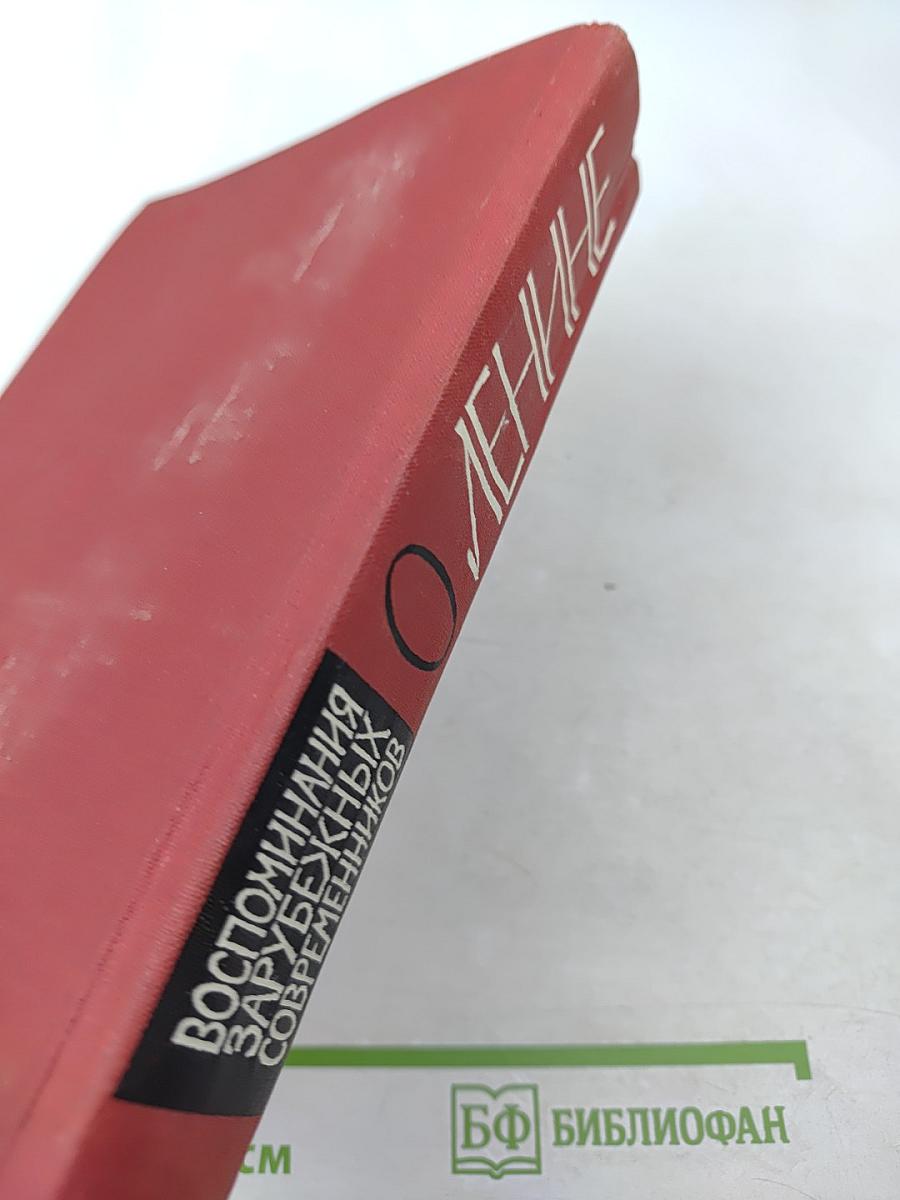 О ЛЕНИНЕ
ВОСПОМИНАНИЯ
ЗАРУБЕЖНЫХ
СОВРЕМЕННИКОВ
см
БФ БИБЛИОФАН